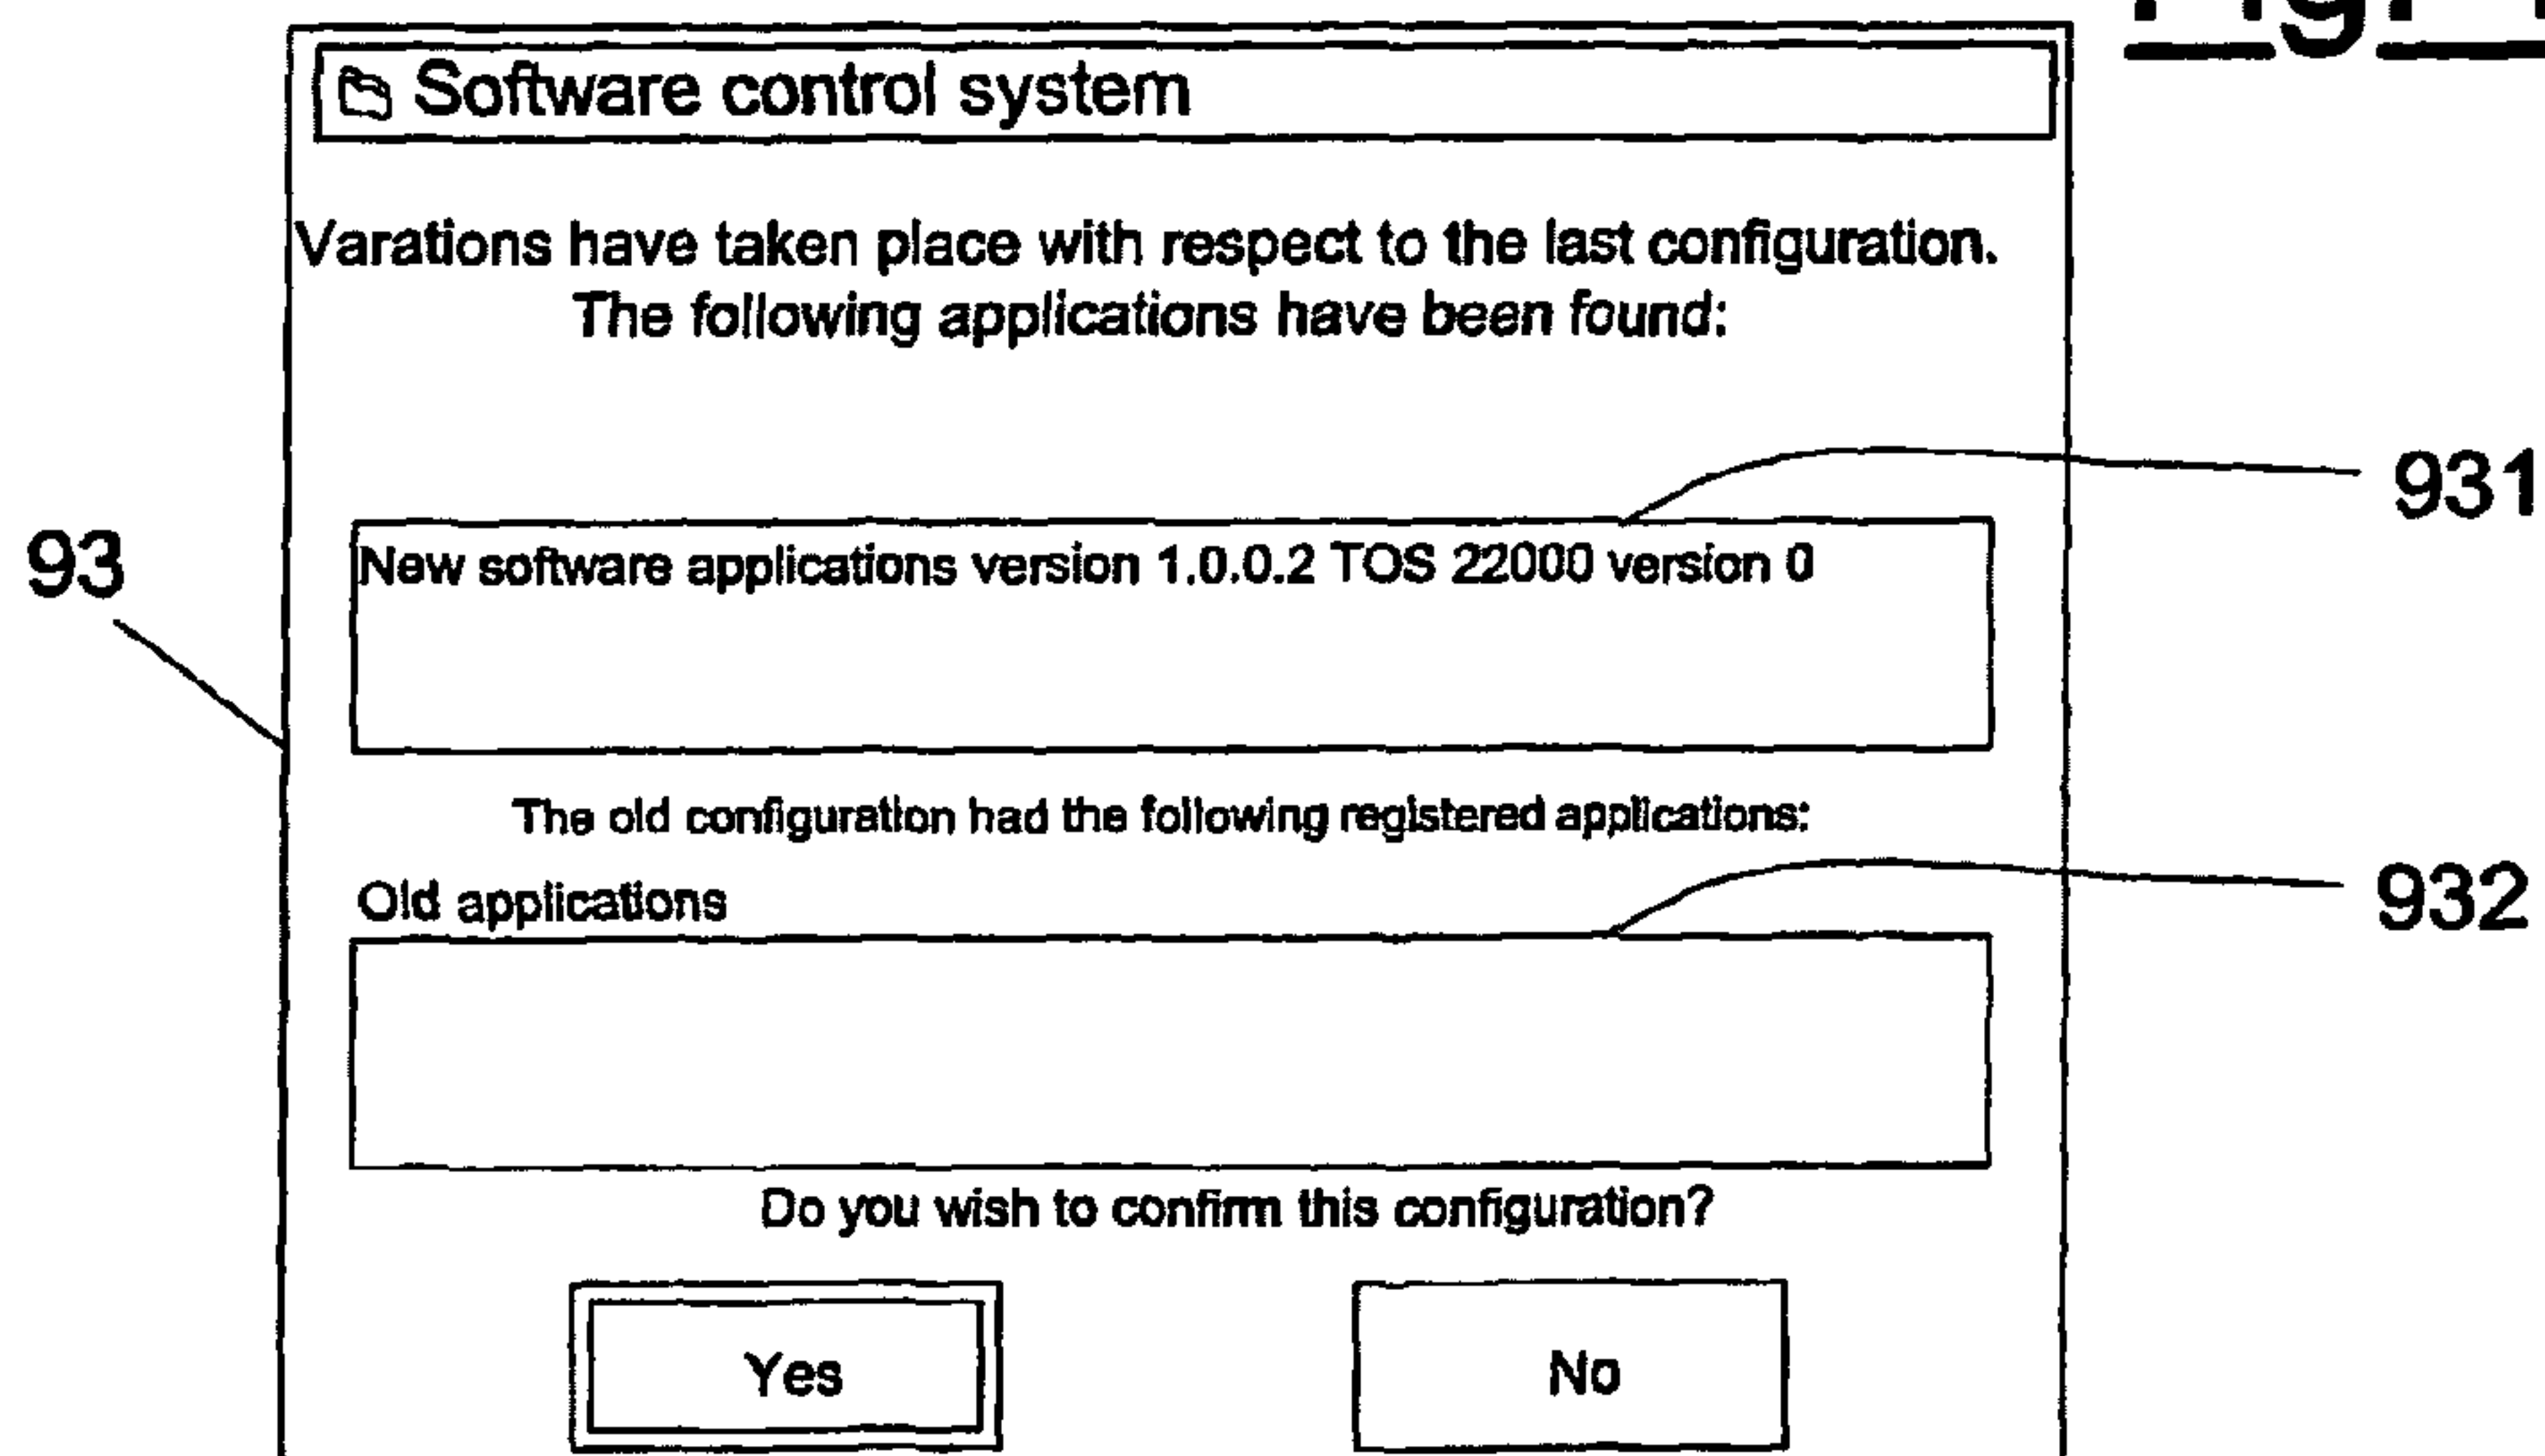 Fig.
Software control system
Varations have taken place with respect to the last configuration.
The following applications have been found:
931
93
New software applications version 1.0.0.2 TOS 22000 version 0
The old configuration had the following registered applications:
932
Old applications
Do you wish to confirm this configuration?
Yes
No